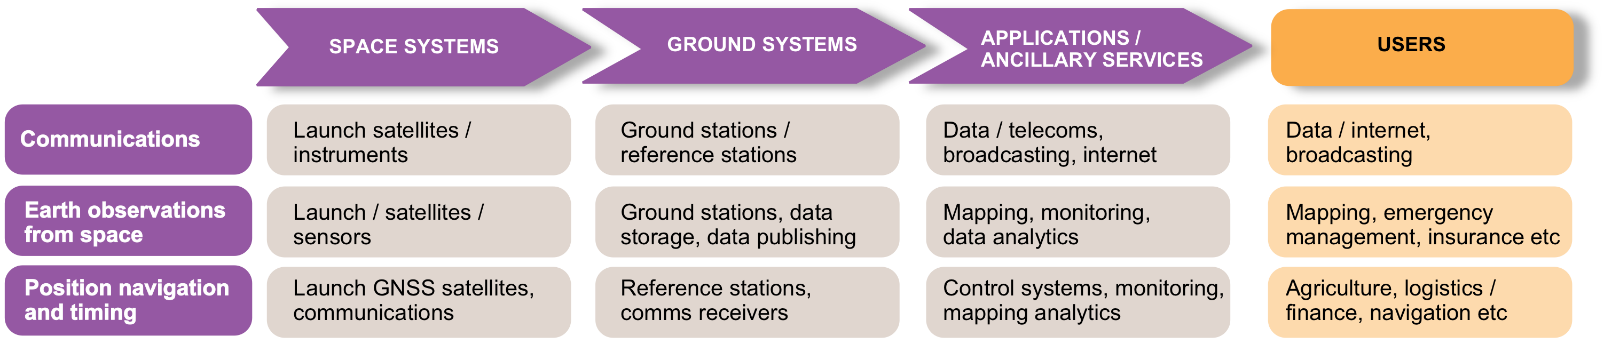 SPACE SYSTEMS
GROUND SYSTEMS
APPLICATIONS /
ANCILLARY SERVICES
USERS
Communications
Launch satellites /
instruments
Ground stations /
reference stations
Data / telecoms,
broadcasting, internet
Data / internet,
broadcasting
Earth observations
from space
Launch / satellites /
sensors
Ground stations, data
storage, data publishing
Mapping, monitoring,
data analytics
Mapping, emergency
management, insurance etc
Position navigation
and timing
Launch GNSS satellites,
communications
Reference stations,
comms receivers
Control systems, monitoring,
mapping analytics
Agriculture, logistics /
finance, navigation etc